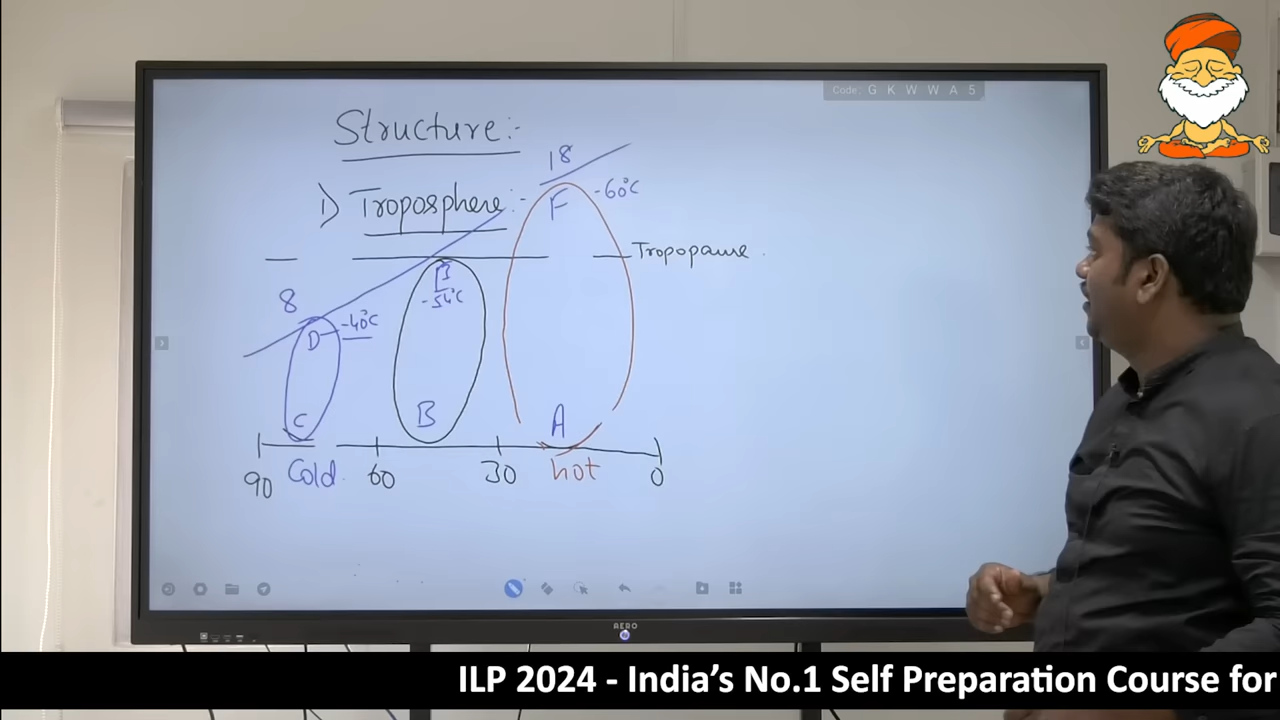 Code: G K W W A 5
Structure:-
18
1) Troposphere:-
F
-60°C
Tropopause.
-54°C
8
D
-40°C
C
B
A
90
Cold
60
30
hot
0
AERO
ILP 2024 - India’s No.1 Self Preparation Course for